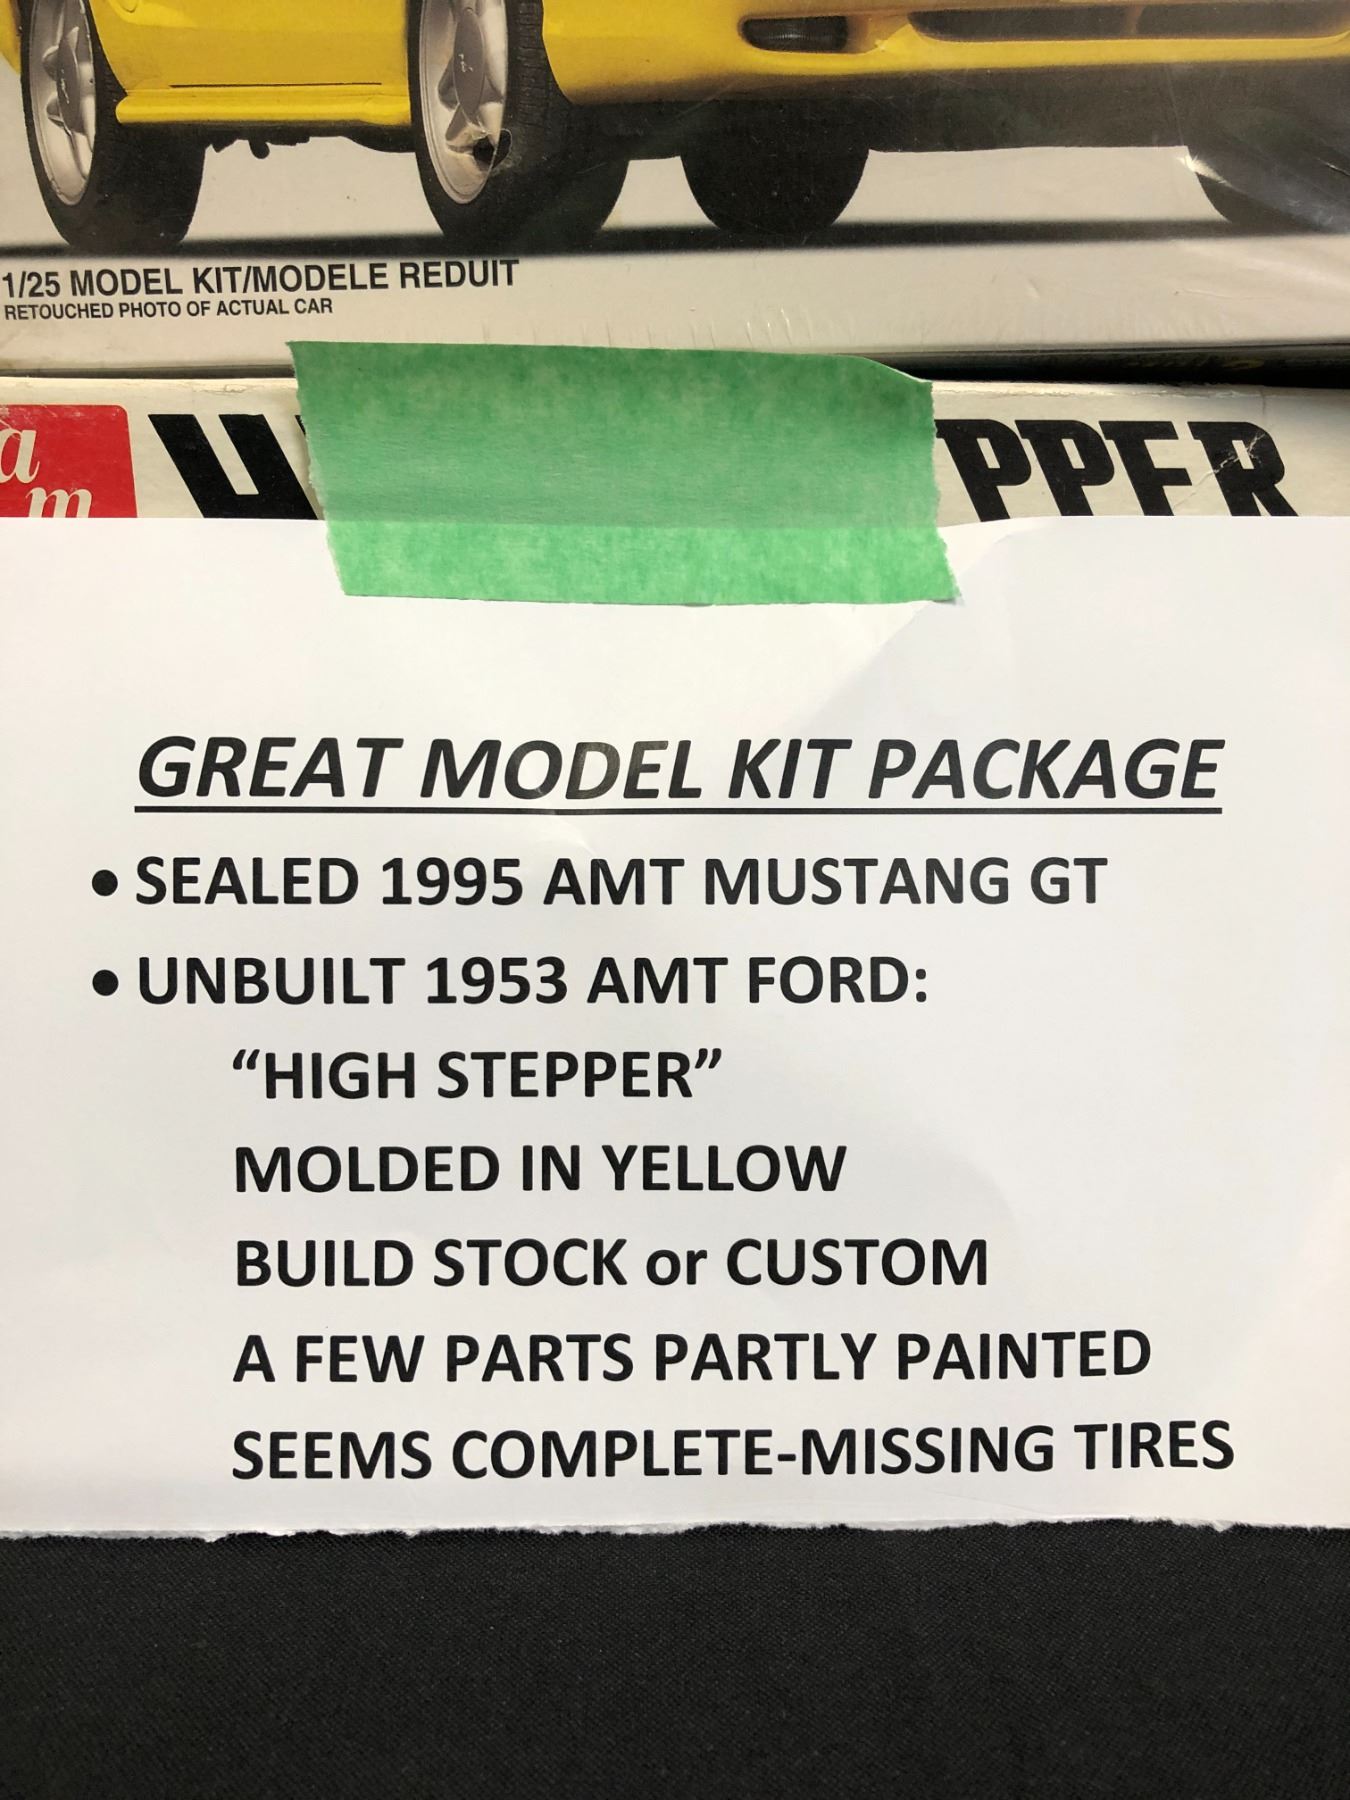 1/25 MODEL KIT/MODELE REDUIT
RETOUCHED PHOTO OF ACTUAL CAR
a
m
GREAT MODEL KIT PACKAGE
• SEALED 1995 AMT MUSTANG GT
• UNBUILT 1953 AMT FORD:
“HIGH STEPPER”
MOLDED IN YELLOW
BUILD STOCK or CUSTOM
A FEW PARTS PARTLY PAINTED
SEEMS COMPLETE-MISSING TIRES